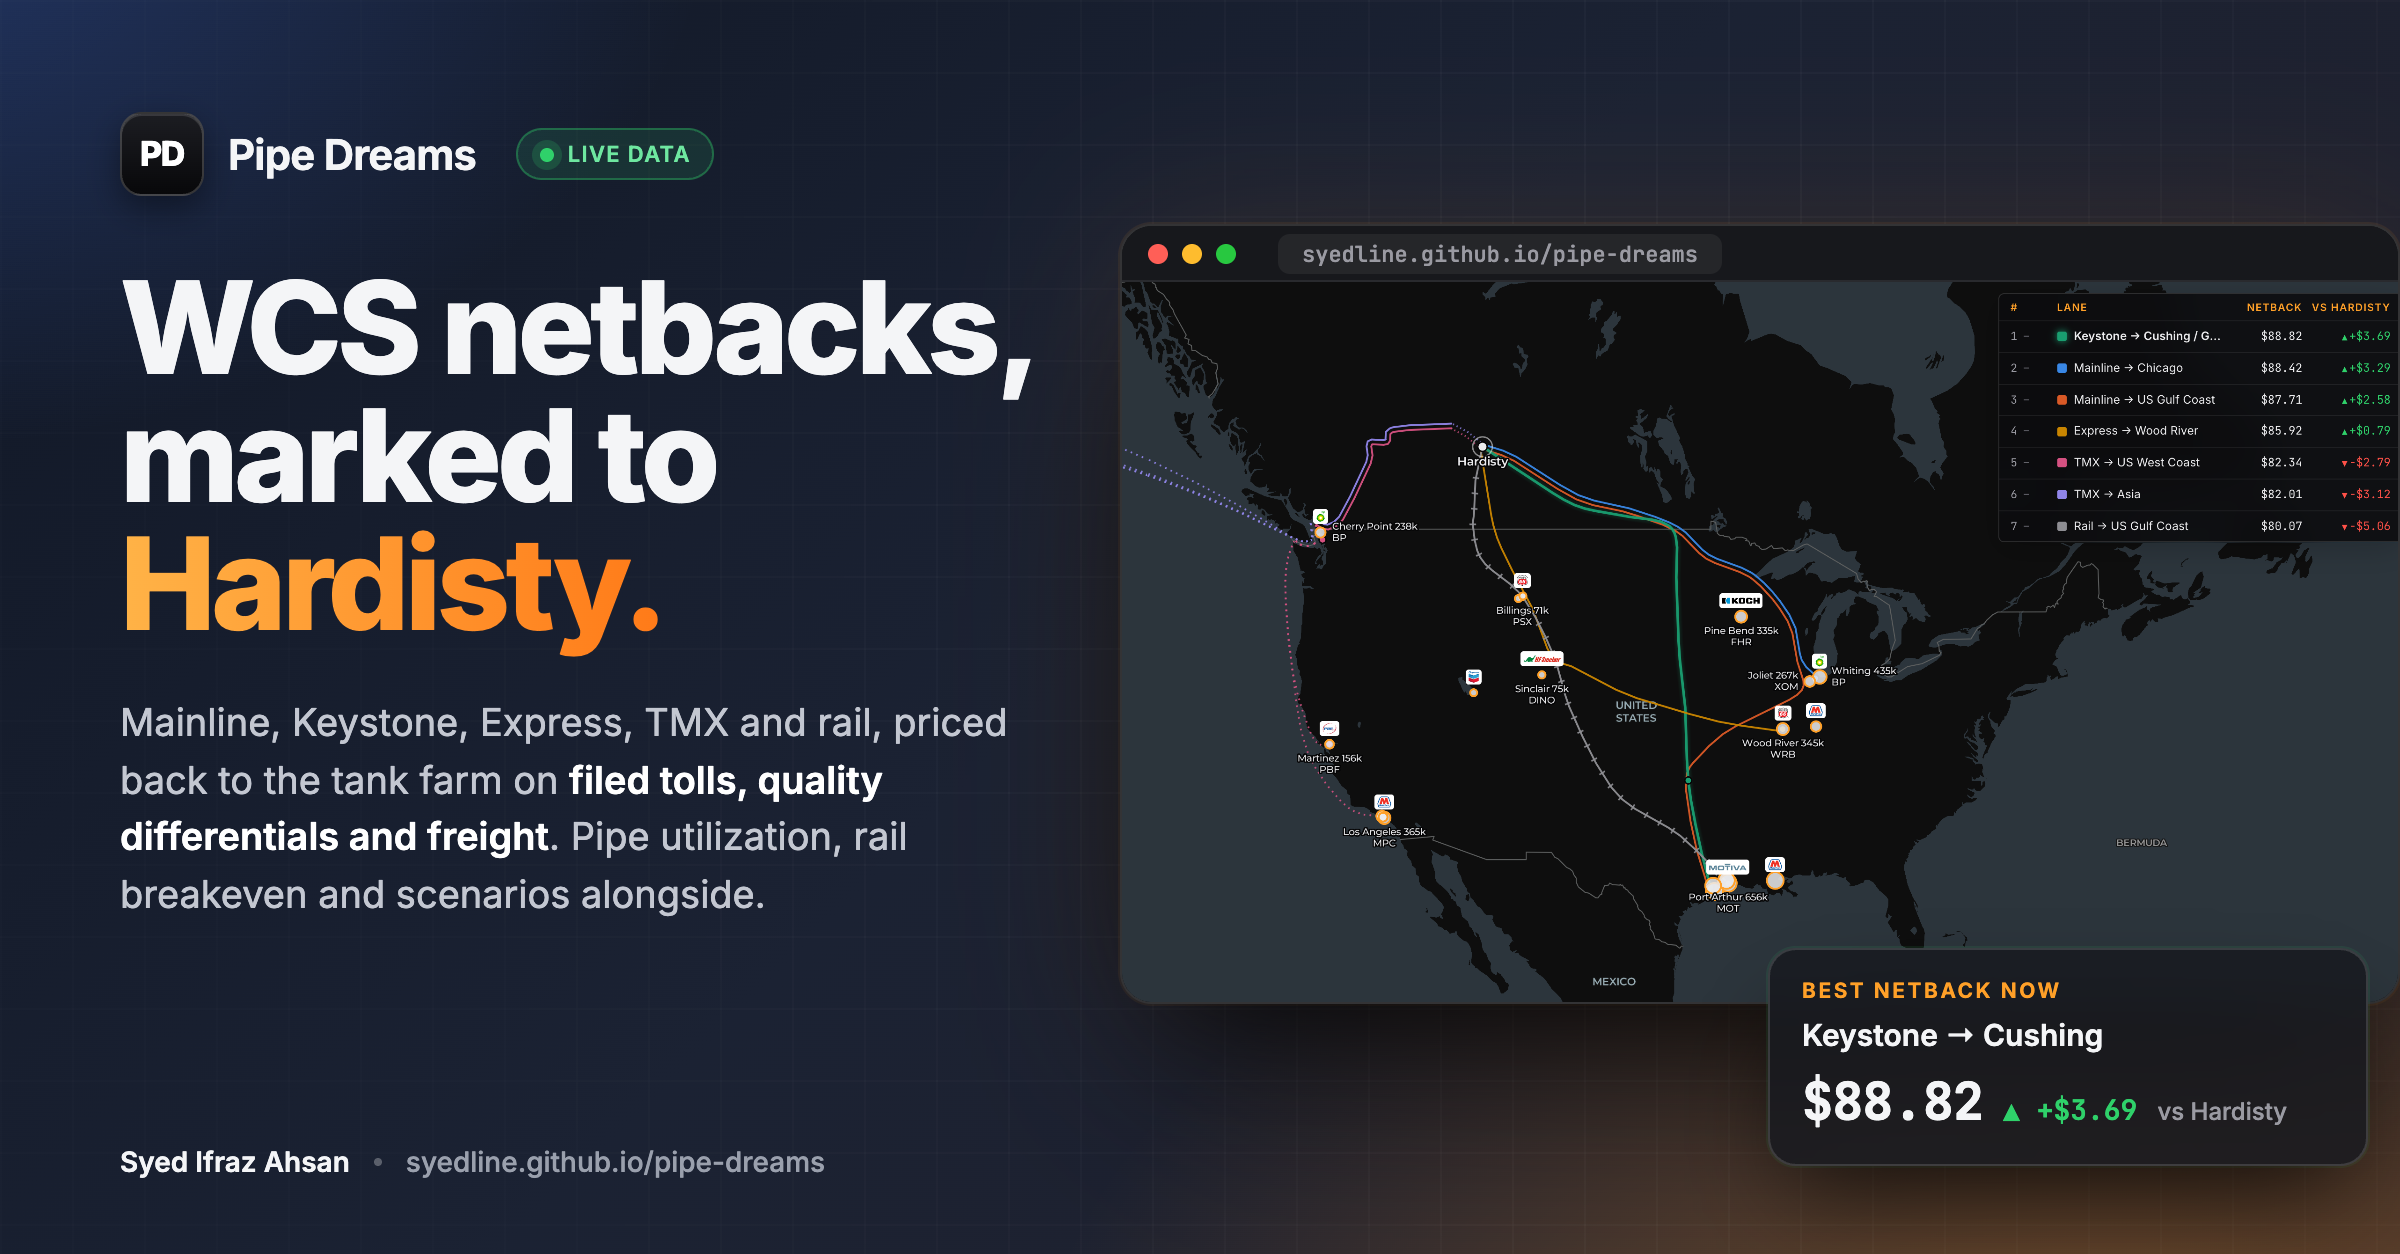 PD
Pipe Dreams
LIVE DATA
WCS netbacks,
marked to
Hardisty.
Mainline, Keystone, Express, TMX and rail, priced
back to the tank farm on filed tolls, quality
differentials and freight. Pipe utilization, rail
breakeven and scenarios alongside.
Syed Ifraz Ahsan • syedline.github.io/pipe-dreams
syedline.github.io/pipe-dreams
# LANE NETBACK VS HARDISTY
1 – Keystone → Cushing / G... $88.82 ▲+$3.69
2 – Mainline → Chicago $88.42 ▲+$3.29
3 – Mainline → US Gulf Coast $87.71 ▲+$2.58
4 – Express → Wood River $85.92 ▲+$0.79
5 – TMX → US West Coast $82.34 ▼-$2.79
6 – TMX → Asia $82.01 ▼-$3.12
7 – Rail → US Gulf Coast $80.07 ▼-$5.06
Hardisty
Cherry Point 238k
BP
Billings 71k
PSX
KOCH
Pine Bend 335k
FHR
Sinclair 75k
DINO
Joliet 267k
XOM
Whiting 435k
BP
UNITED
STATES
Wood River 345k
WRB
Martinez 156k
PBF
Los Angeles 365k
MPC
MOTIVA
Port Arthur 656k
MOT
BERMUDA
MEXICO
BEST NETBACK NOW
Keystone → Cushing
$88.82 ▲ +$3.69 vs Hardisty